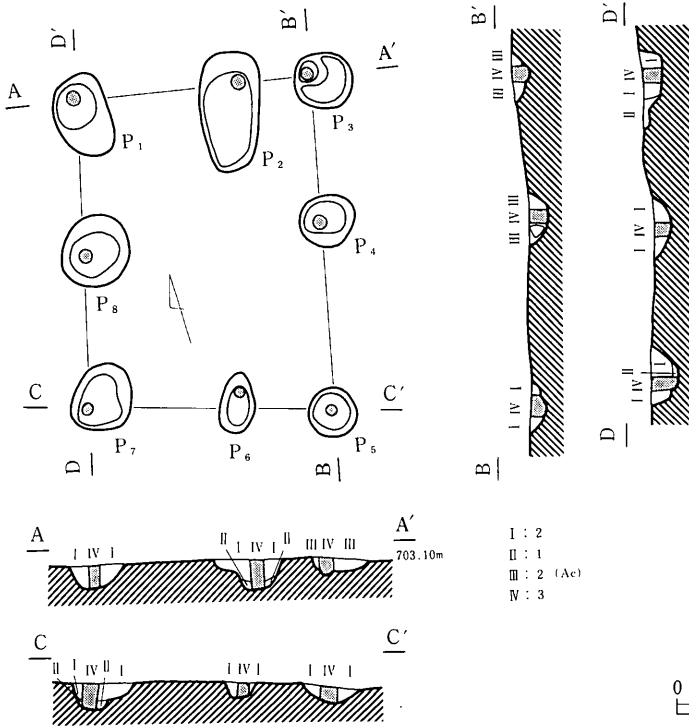 D′
B′
A
A′
P₁
P₂
P₃
P₄
P₈
C
C′
P₇
P₆
P₅
D
B
B′
III IV III
III IV III
I IV I
B
D′
I IV I II
I IV I
II I IV I
D
A
A′
I IV I
II I IV I II
III IV III
703.10m
C
C′
II I IV II I
I IV I
I IV I
I : 2
II : 1
III : 2 (Ac)
IV : 3
0